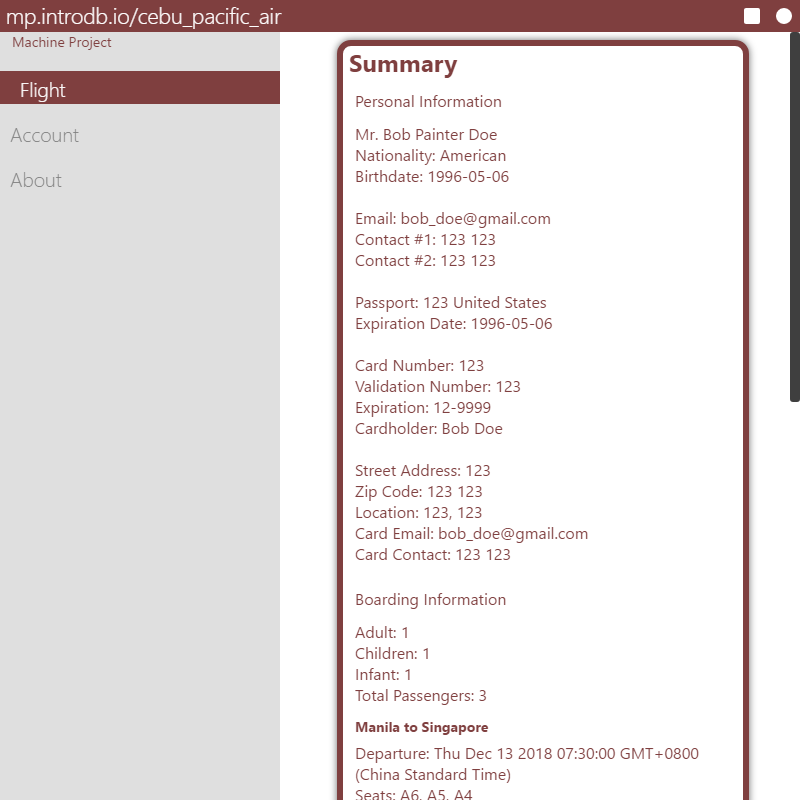 mp.introdb.io/cebu_pacific_air
Machine Project
Flight
Account
About
Summary
Personal Information
Mr. Bob Painter Doe
Nationality: American
Birthdate: 1996-05-06
Email: bob_doe@gmail.com
Contact #1: 123 123
Contact #2: 123 123
Passport: 123 United States
Expiration Date: 1996-05-06
Card Number: 123
Validation Number: 123
Expiration: 12-9999
Cardholder: Bob Doe
Street Address: 123
Zip Code: 123 123
Location: 123, 123
Card Email: bob_doe@gmail.com
Card Contact: 123 123
Boarding Information
Adult: 1
Children: 1
Infant: 1
Total Passengers: 3
Manila to Singapore
Departure: Thu Dec 13 2018 07:30:00 GMT+0800
(China Standard Time)
Seats: A6, A5, A4